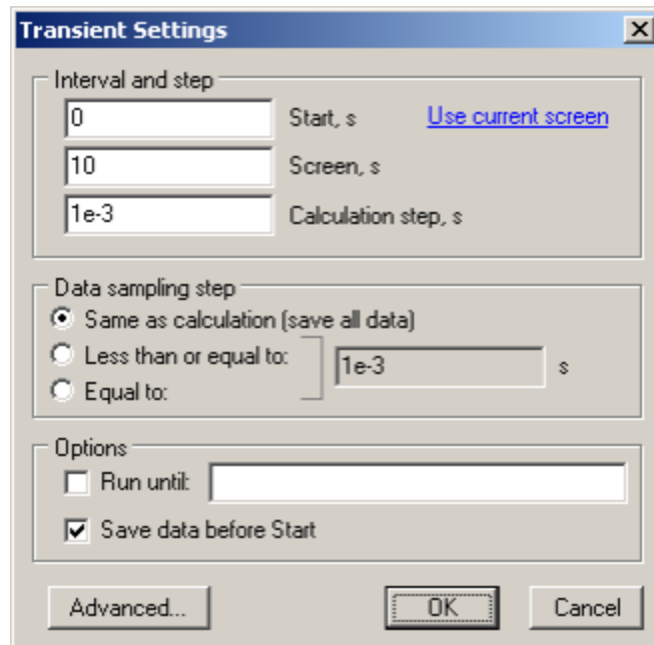 Transient Settings
Interval and step
0 Start, s Use current screen
10 Screen, s
1e-3 Calculation step, s
Data sampling step
Same as calculation (save all data)
Less than or equal to: 1e-3 s
Equal to:
Options
Run until:
Save data before Start
Advanced... OK Cancel